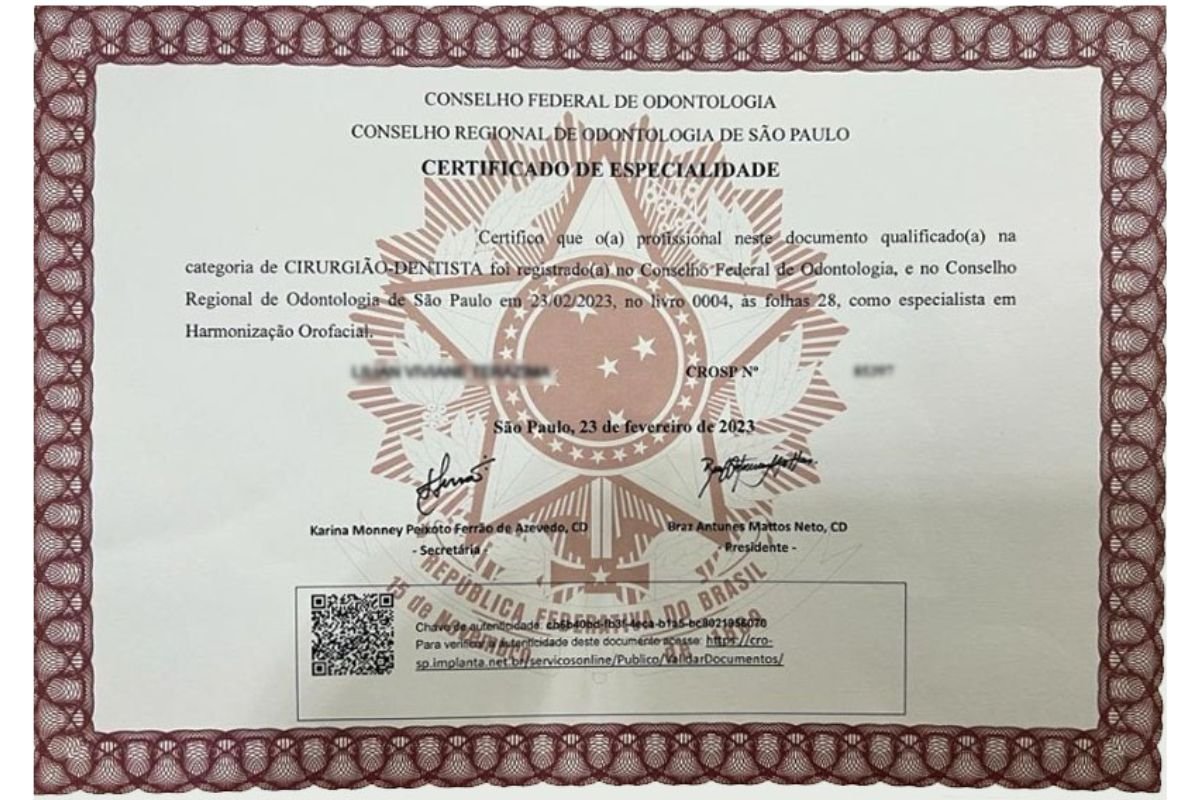 CONSELHO FEDERAL DE ODONTOLOGIA
CONSELHO REGIONAL DE ODONTOLOGIA DE SÃO PAULO
CERTIFICADO DE ESPECIALIDADE
Certifico que o(a) profissional neste documento qualificado(a) na
categoria de CIRURGIÃO-DENTISTA foi registrado(a) no Conselho Federal de Odontologia, e no Conselho
Regional de Odontologia de São Paulo em 23/02/2023, no livro 0004, às folhas 28, como especialista em
Harmonização Orofacial.
CROSP Nº
São Paulo, 23 de fevereiro de 2023
Karina Monney Peixoto Ferrão de Azevedo, CD
- Secretária -
Braz Antunes Mattos Neto, CD
- Presidente -
REPÚBLICA FEDERATIVA DO BRASIL
15 de Novembro de 1889
Chave de autenticidade:
Para verificar a autenticidade deste documento acesse: https://cro-
sp.implanta.net.br/servicosonline/Publico/ValidarDocumentos/